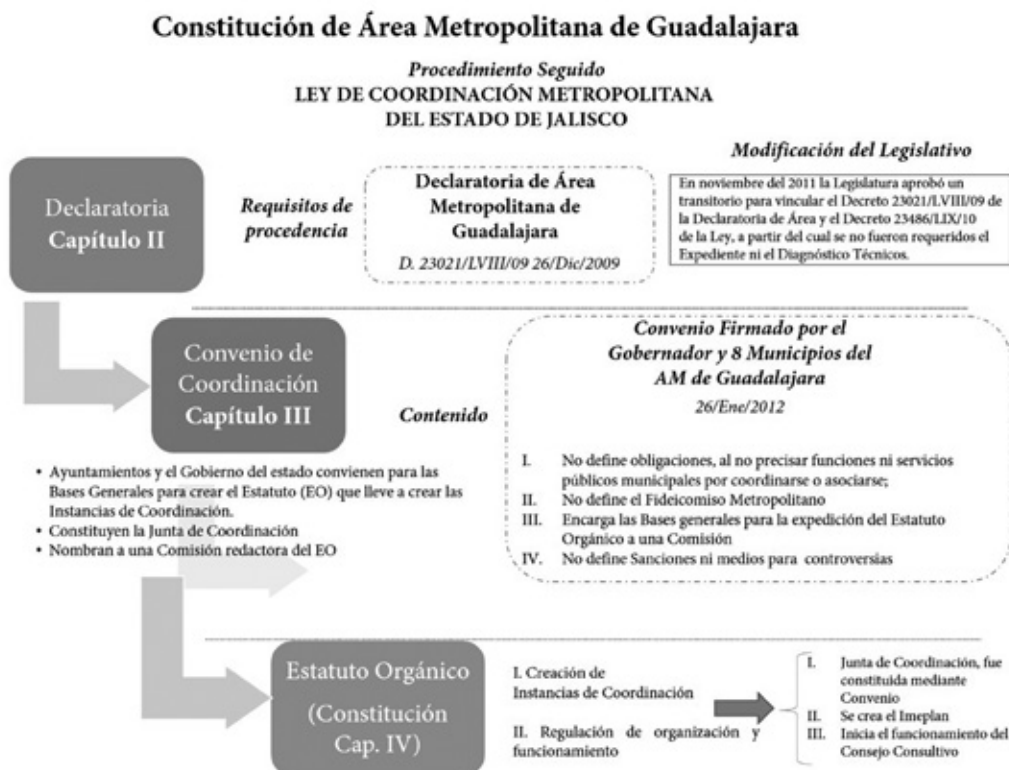 Constitución de Área Metropolitana de Guadalajara
Procedimiento Seguido
LEY DE COORDINACIÓN METROPOLITANA
DEL ESTADO DE JALISCO
Declaratoria
Capítulo II
Requisitos de
procedencia
Declaratoria de Área
Metropolitana de
Guadalajara
D. 23021/LVIII/09 26/Dic/2009
Modificación del Legislativo
En noviembre del 2011 la Legislatura aprobó un
transitorio para vincular el Decreto 23021/LVIII/09 de
la Declaratoria de Área y el Decreto 23486/LIX/10
de la Ley, a partir del cual se no fueron requeridos el
Expediente ni el Diagnóstico Técnicos.
Convenio de
Coordinación
Capítulo III
• Ayuntamientos y el Gobierno del estado convienen para las
Bases Generales para crear el Estatuto (EO) que lleve a crear las
Instancias de Coordinación.
• Constituyen la Junta de Coordinación
• Nombran a una Comisión redactora del EO
Contenido
Convenio Firmado por el
Gobernador y 8 Municipios del
AM de Guadalajara
26/Ene/2012
I. No define obligaciones, al no precisar funciones ni servicios
públicos municipales por coordinarse o asociarse;
II. No define el Fideicomiso Metropolitano
III. Encarga las Bases generales para la expedición del Estatuto
Orgánico a una Comisión
IV. No define Sanciones ni medios para controversias
Estatuto Orgánico
(Constitución
Cap. IV)
I. Creación de
Instancias de Coordinación
II. Regulación de organización y
funcionamiento
I. Junta de Coordinación, fue
constituida mediante
Convenio
II. Se crea el Imeplan
III. Inicia el funcionamiento del
Consejo Consultivo